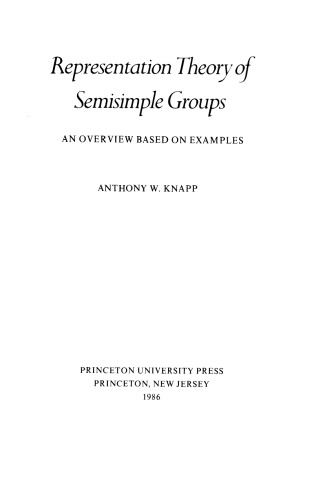 Representation Theory of
Semisimple Groups
AN OVERVIEW BASED ON EXAMPLES
ANTHONY W. KNAPP
PRINCETON UNIVERSITY PRESS
PRINCETON, NEW JERSEY
1986